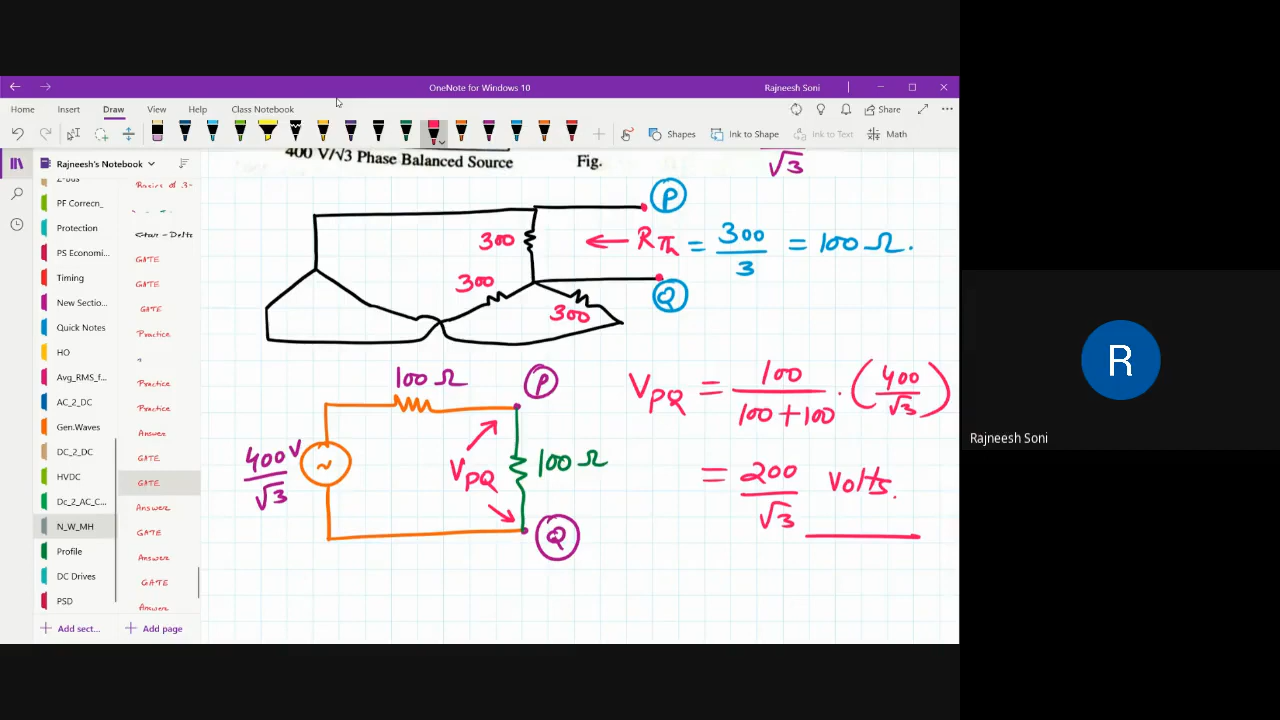 OneNote for Windows 10
Rajneesh Soni
Home Insert Draw View Help Class Notebook
Share
Shapes Ink to Shape Ink to Text Math
Rajneesh's Notebook
PF Correcn_
Protection
PS Economi...
Timing
New Sectio...
Quick Notes
HO
Avg_RMS_f...
AC_2_DC
Gen.Waves
DC_2_DC
HVDC
Dc_2_AC_C...
N_W_MH
Profile
DC Drives
PSD
Add sect...
Basics of 3-
Star-Delta
GATE
GATE
GATE
Practice
Practice
Practice
Answer
GATE
GATE
Answer
GATE
Answer
GATE
Answer
Add page
400 V/√3 Phase Balanced Source
Fig.
√3
P
300
300
300
Q
← RTh = 300/3 = 100 Ω.
100 Ω
P
400/√3 V
~
VPQ
100 Ω
Q
VPQ = 100/(100+100) . (400/√3)
= 200/√3 Volts.
R
Rajneesh Soni